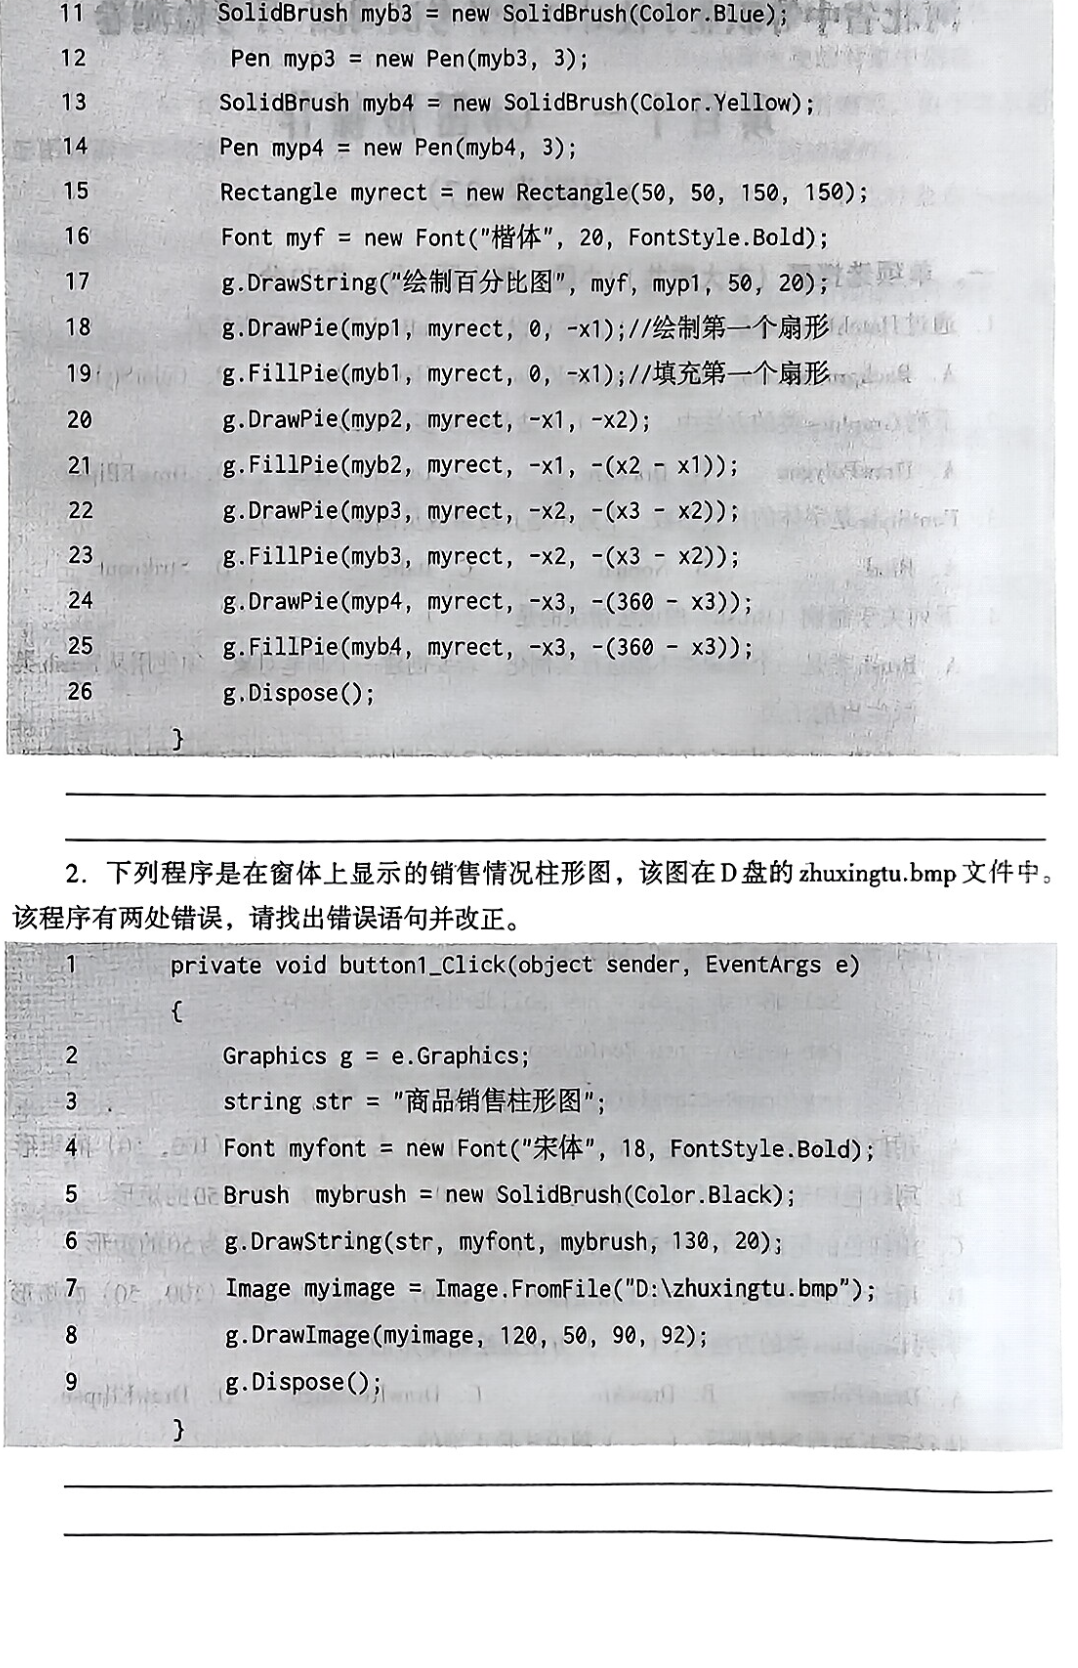 11 SolidBrush myb3 = new SolidBrush(Color.Blue);
12 Pen myp3 = new Pen(myb3, 3);
13 SolidBrush myb4 = new SolidBrush(Color.Yellow);
14 Pen myp4 = new Pen(myb4, 3);
15 Rectangle myrect = new Rectangle(50, 50, 150, 150);
16 Font myf = new Font("楷体", 20, FontStyle.Bold);
17 g.DrawString("绘制百分比图", myf, myp1, 50, 20);
18 g.DrawPie(myp1, myrect, 0, -x1);//绘制第一个扇形
19 g.FillPie(myb1, myrect, 0, -x1);//填充第一个扇形
20 g.DrawPie(myp2, myrect, -x1, -x2);
21 g.FillPie(myb2, myrect, -x1, -(x2 - x1));
22 g.DrawPie(myp3, myrect, -x2, -(x3 - x2));
23 g.FillPie(myb3, myrect, -x2, -(x3 - x2));
24 g.DrawPie(myp4, myrect, -x3, -(360 - x3));
25 g.FillPie(myb4, myrect, -x3, -(360 - x3));
26 g.Dispose();
}
2. 下列程序是在窗体上显示的销售情况柱形图，该图在D盘的zhuxingtu.bmp文件中。
该程序有两处错误，请找出错误语句并改正。
1 private void button1_Click(object sender, EventArgs e)
{
2 Graphics g = e.Graphics;
3 string str = "商品销售柱形图";
4 Font myfont = new Font("宋体", 18, FontStyle.Bold);
5 Brush mybrush = new SolidBrush(Color.Black);
6 g.DrawString(str, myfont, mybrush, 130, 20);
7 Image myimage = Image.FromFile("D:\zhuxingtu.bmp");
8 g.DrawImage(myimage, 120, 50, 90, 92);
9 g.Dispose();
}